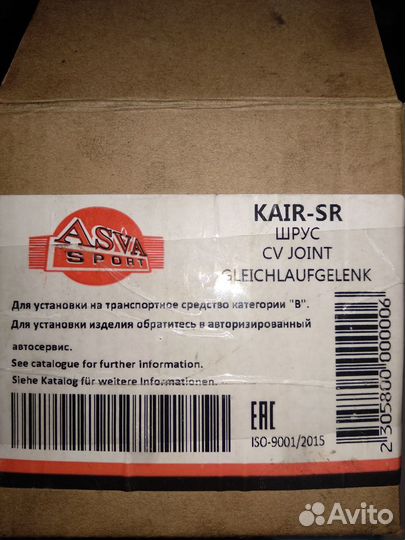 ASVA
SPORT
KAIR-SR
ШРУС
CV JOINT
GLEICHLAUFGELENK
Для установки на транспортное средство категории "В".
Для установки изделия обратитесь в авторизированный
автосервис.
See catalogue for further information.
Siehe Katalog für weitere Informationen.
EAC
ISO-9001/2015
2305800000006
Avito